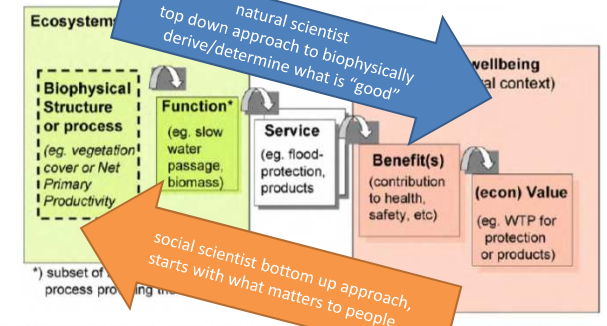 Ecosystems
natural scientist
top down approach to biophysically
derive/determine what is "good"
wellbeing
al context)
Biophysical
Structure
or process
(eg. vegetation
cover or Net
Primary
Productivity
Function*
(eg. slow
water
passage,
biomass)
Service
(eg. flood-
protection,
products
Benefit(s)
(contribution
to health,
safety, etc)
(econ) Value
(eg. WTP for
protection
or products)
social scientist bottom up approach,
starts with what matters to people
*) subset of
process pro ing th